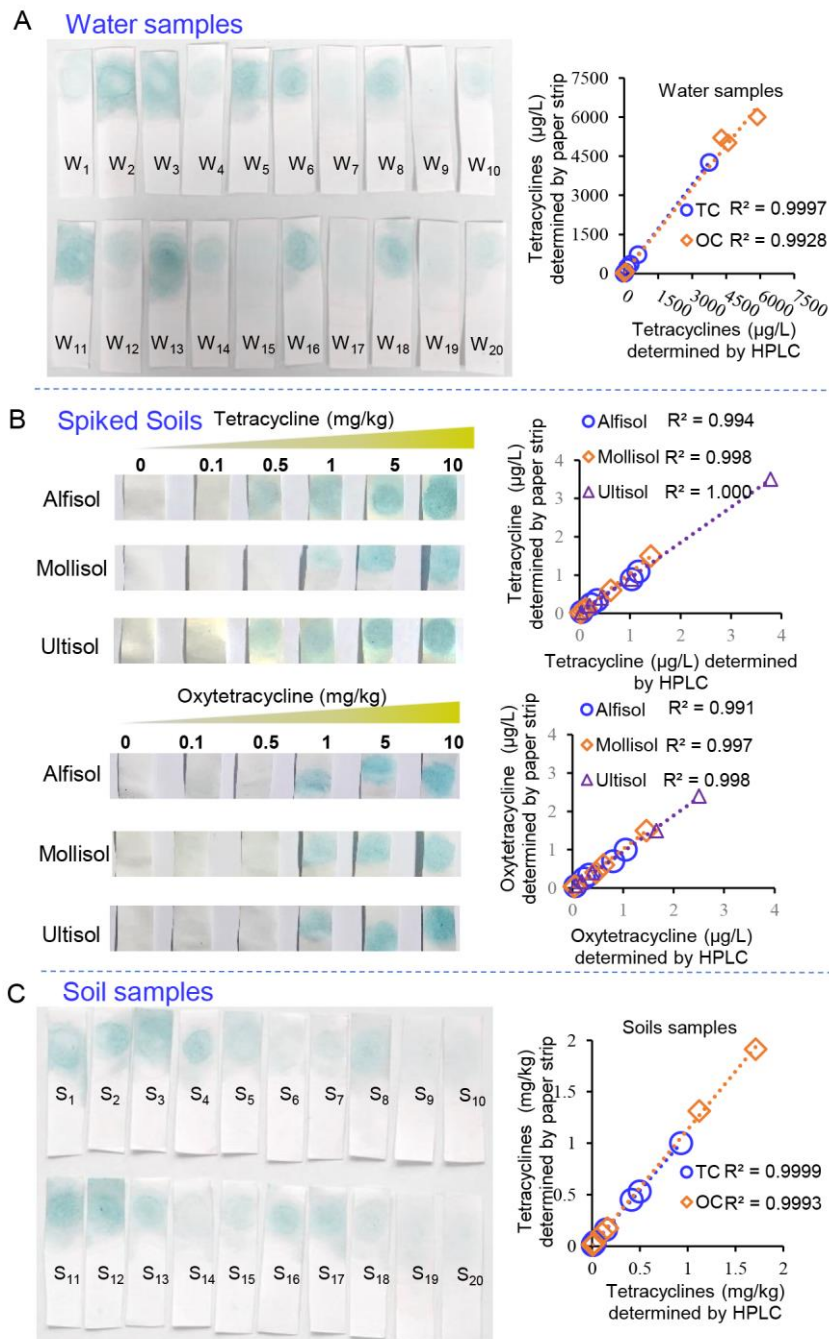 A
Water samples
W1 W2 W3 W4 W5 W6 W7 W8 W9 W10
W11 W12 W13 W14 W15 W16 W17 W18 W19 W20
Tetracyclines (µg/L)
determined by paper strip
7500
6000
4500
3000
1500
0
Water samples
TC R² = 0.9997
OC R² = 0.9928
0 1500 3000 4500 6000 7500
Tetracyclines (µg/L)
determined by HPLC
B
Spiked Soils
Tetracycline (mg/kg)
0 0.1 0.5 1 5 10
Alfisol
Mollisol
Ultisol
Oxytetracycline (mg/kg)
0 0.1 0.5 1 5 10
Alfisol
Mollisol
Ultisol
Tetracycline (µg/L)
determined by paper strip
4
3
2
1
0
Alfisol R² = 0.994
Mollisol R² = 0.998
Ultisol R² = 1.000
0 1 2 3 4
Tetracycline (µg/L) determined
by HPLC
Oxytetracycline (µg/L)
determined by paper strip
4
3
2
1
0
Alfisol R² = 0.991
Mollisol R² = 0.997
Ultisol R² = 0.998
0 1 2 3 4
Oxytetracycline (µg/L)
determined by HPLC
C
Soil samples
S1 S2 S3 S4 S5 S6 S7 S8 S9 S10
S11 S12 S13 S14 S15 S16 S17 S18 S19 S20
Tetracyclines (mg/kg)
determined by paper strip
2
1.5
1
0.5
0
Soils samples
TC R² = 0.9999
OC R² = 0.9993
0 0.5 1 1.5 2
Tetracyclines (mg/kg)
determined by HPLC